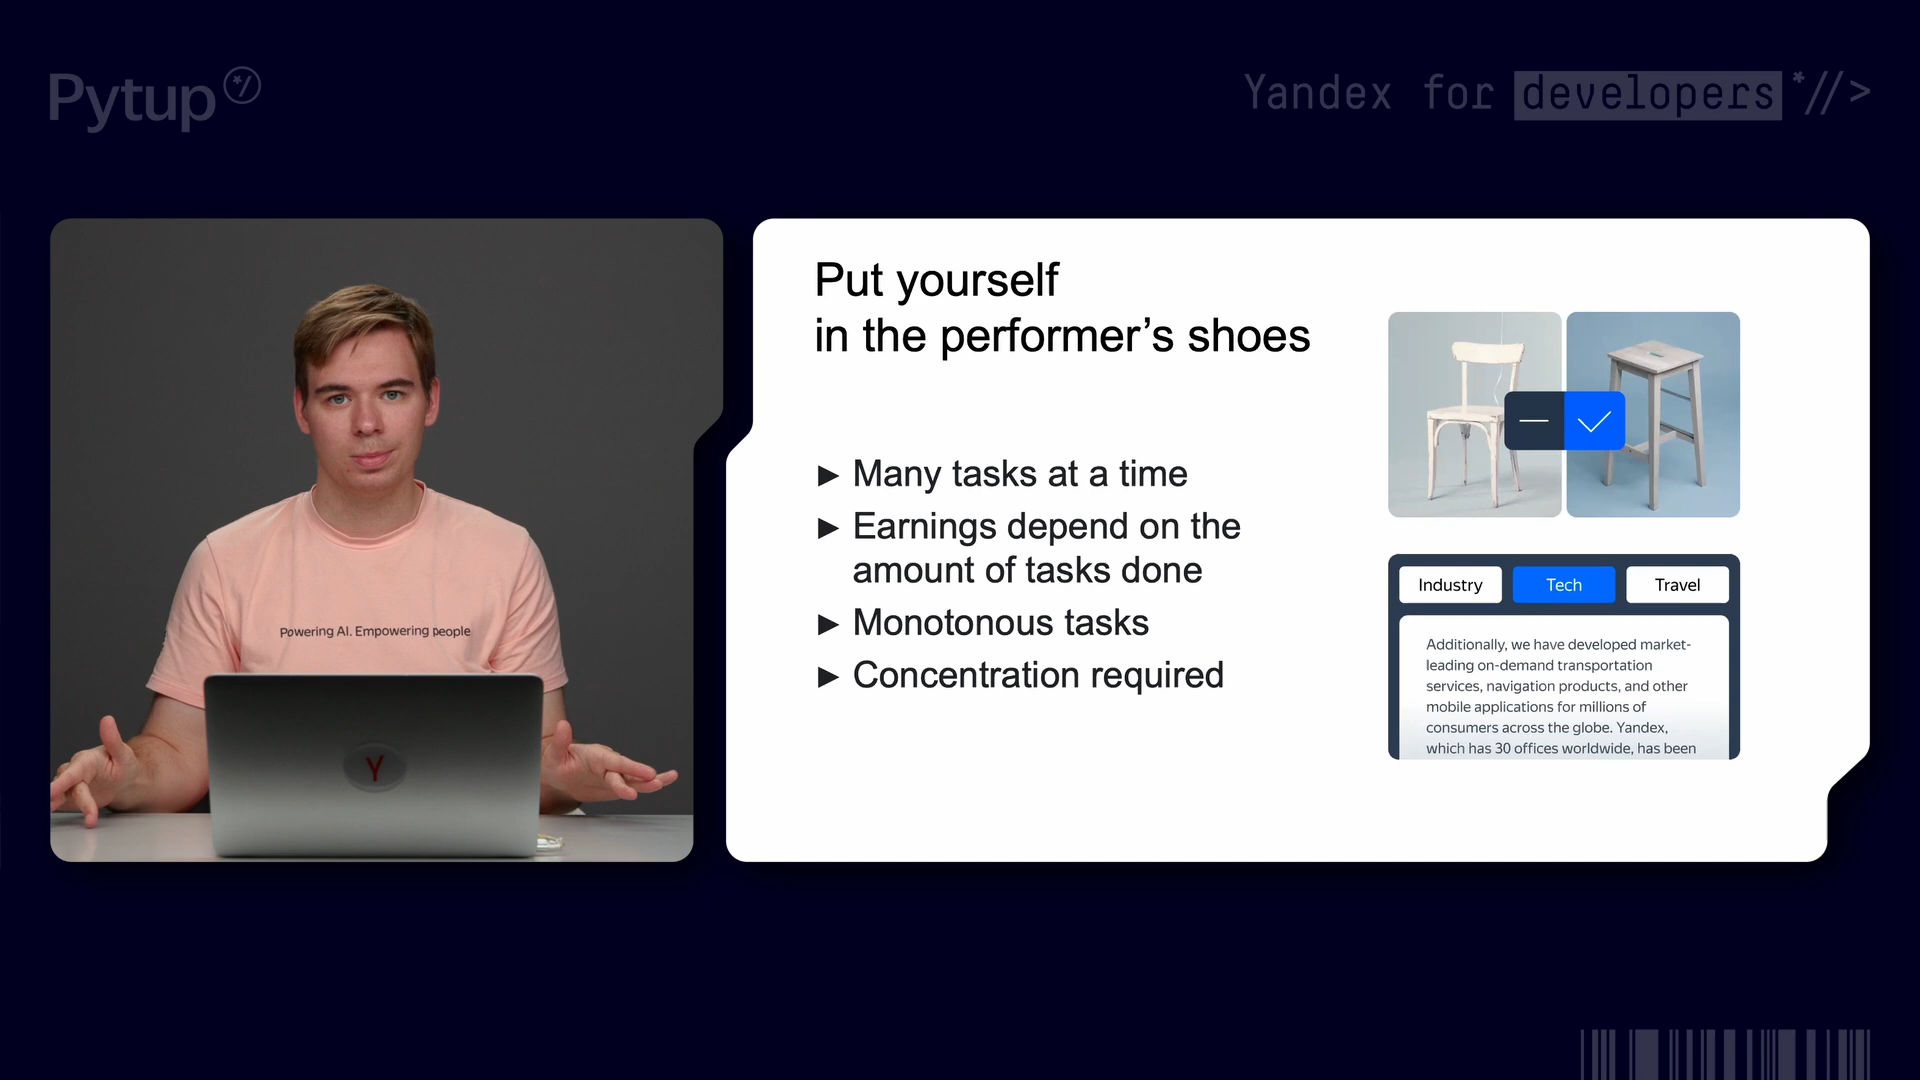 Pytup
Yandex for developers *//>
Put yourself
in the performer’s shoes
► Many tasks at a time
► Earnings depend on the
amount of tasks done
► Monotonous tasks
► Concentration required
Industry
Tech
Travel
Additionally, we have developed market-
leading on-demand transportation
services, navigation products, and other
mobile applications for millions of
consumers across the globe. Yandex,
which has 30 offices worldwide, has been
Powering AI. Empowering people
Y